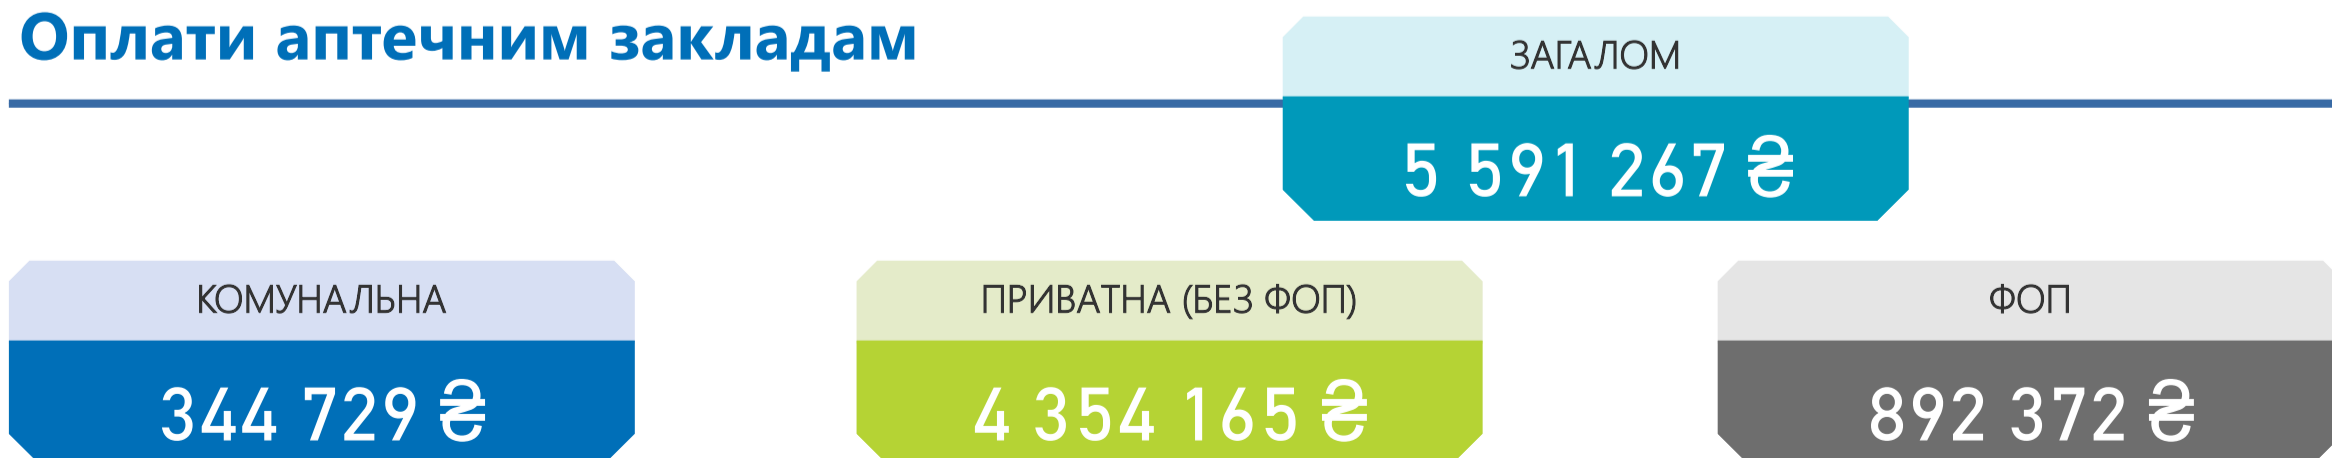 Оплати аптечним закладам
ЗАГАЛОМ
5 591 267 ₴
КОМУНАЛЬНА
344 729 ₴
ПРИВАТНА (БЕЗ ФОП)
4 354 165 ₴
ФОП
892 372 ₴